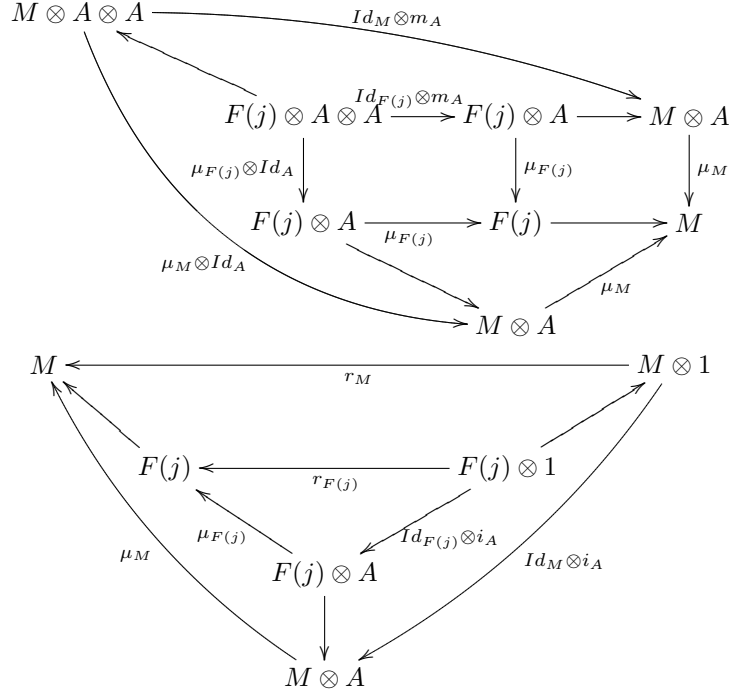 M ⊗ A ⊗ A
Id_M⊗m_A
F(j) ⊗ A ⊗ A
Id_{F(j)}⊗m_A
F(j) ⊗ A
M ⊗ A
μ_{F(j)}⊗Id_A
μ_{F(j)}
μ_M
F(j) ⊗ A
μ_{F(j)}
F(j)
M
μ_M⊗Id_A
μ_M
M ⊗ A
M
r_M
M ⊗ 1
F(j)
r_{F(j)}
F(j) ⊗ 1
μ_{F(j)}
Id_{F(j)}⊗i_A
μ_M
Id_M⊗i_A
F(j) ⊗ A
M ⊗ A